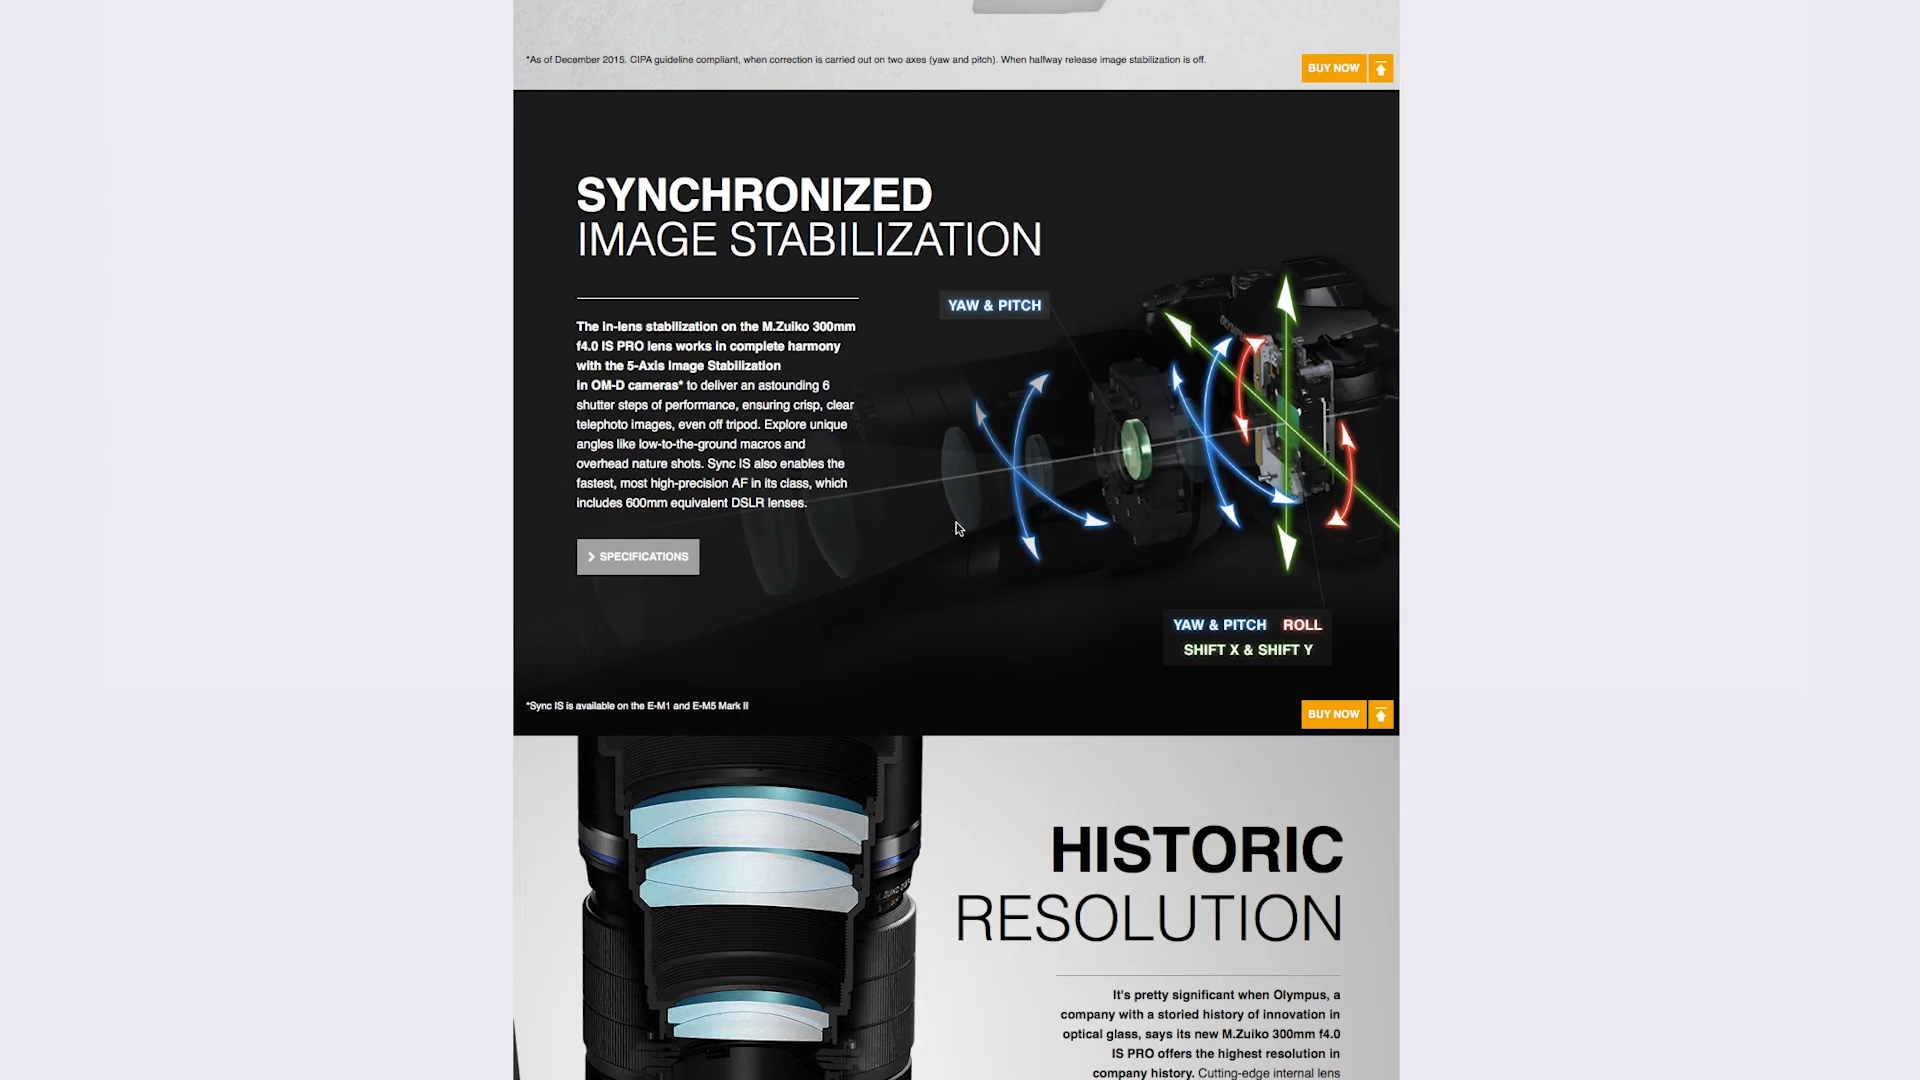 *As of December 2015. CIPA guideline compliant, when correction is carried out on two axes (yaw and pitch). When halfway release image stabilization is off.
BUY NOW
SYNCHRONIZED
IMAGE STABILIZATION
YAW & PITCH
The in-lens stabilization on the M.Zuiko 300mm
f4.0 IS PRO lens works in complete harmony
with the 5-Axis Image Stabilization
in OM-D cameras* to deliver an astounding 6
shutter steps of performance, ensuring crisp, clear
telephoto images, even off tripod. Explore unique
angles like low-to-the-ground macros and
overhead nature shots. Sync IS also enables the
fastest, most high-precision AF in its class, which
includes 600mm equivalent DSLR lenses.
SPECIFICATIONS
OLYMPUS
YAW & PITCH ROLL
SHIFT X & SHIFT Y
*Sync IS is available on the E-M1 and E-M5 Mark II
BUY NOW
HISTORIC
RESOLUTION
It's pretty significant when Olympus, a
company with a storied history of innovation in
optical glass, says its new M.Zuiko 300mm f4.0
IS PRO offers the highest resolution in
company history. Cutting-edge internal lens